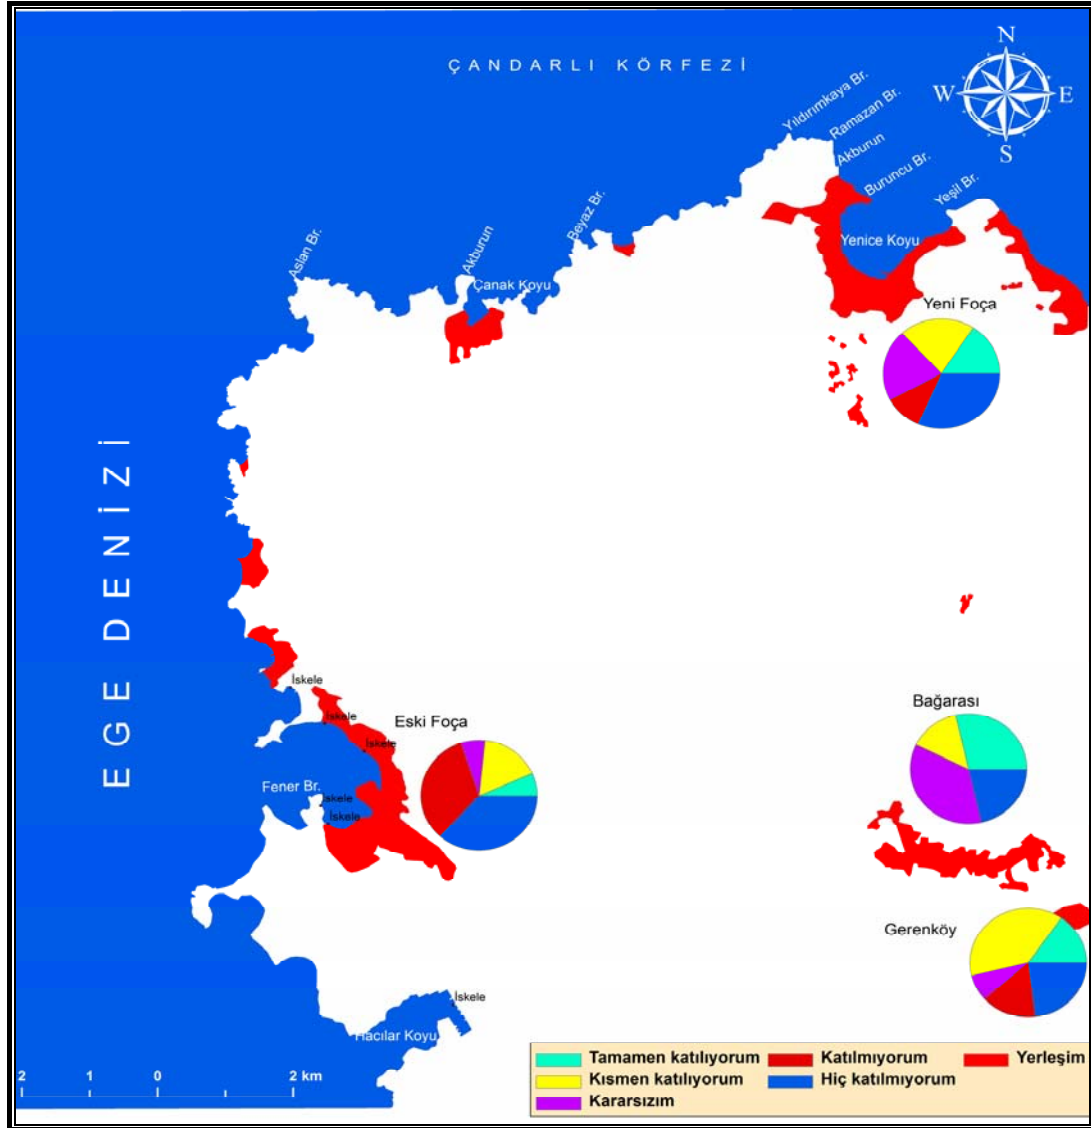 ÇANDARLI KÖRFEZİ
N
W E
S
Yıldırımkaya Br.
Ramazan Br.
Akburun
Buruncu Br.
Yeşil Br.
Yenice Koyu
Beyaz Br.
Akburun
Aslan Br.
Çanak Koyu
Yeni Foça
EGE DENİZİ
İskele
İskele
İskele
Eski Foça
Bağarası
Fener Br.
İskele
İskele
Gerenköy
İskele
Hacılar Koyu
2 1 0 2 km
Tamamen katılıyorum Katılmıyorum Yerleşim
Kısmen katılıyorum Hiç katılmıyorum
Kararsızım